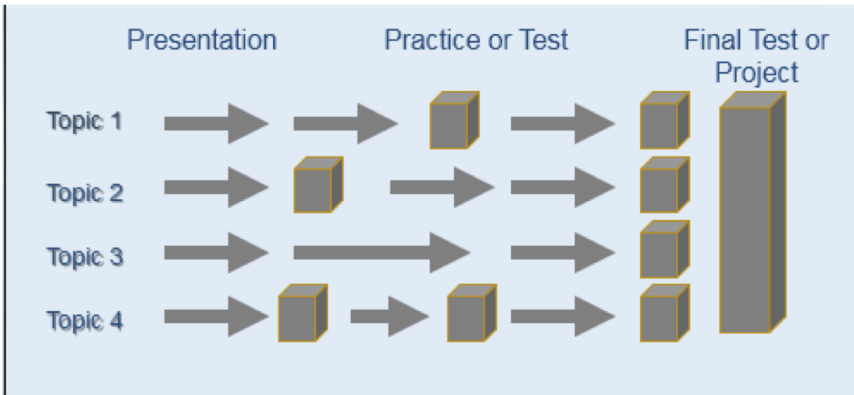 Presentation
Practice or Test
Final Test or
Project
Topic 1
Topic 2
Topic 3
Topic 4